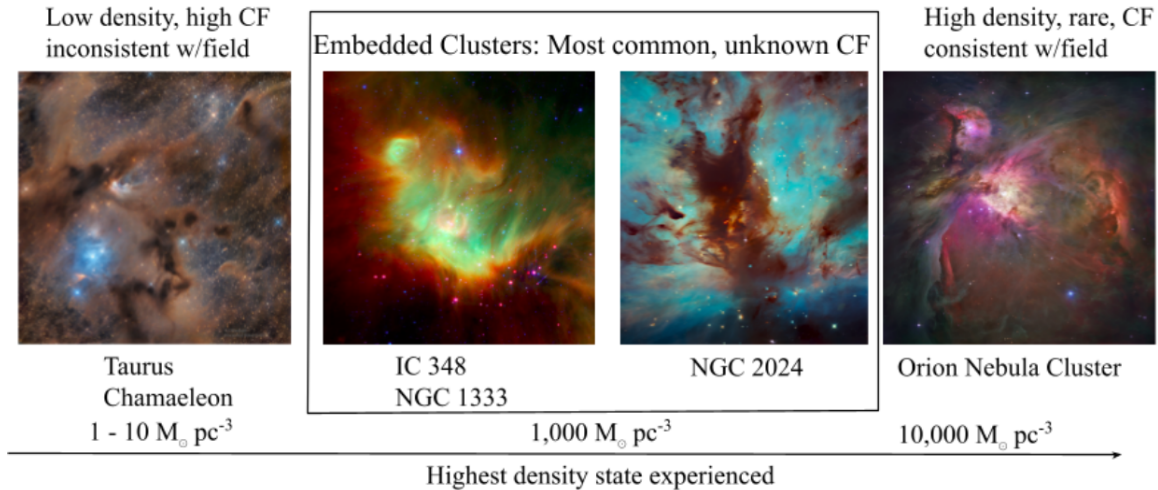 Low density, high CF
inconsistent w/field
Embedded Clusters: Most common, unknown CF
High density, rare, CF
consistent w/field
Taurus
Chamaeleon
IC 348
NGC 1333
NGC 2024
Orion Nebula Cluster
1 - 10 M☉ pc⁻³
1,000 M☉ pc⁻³
10,000 M☉ pc⁻³
Highest density state experienced